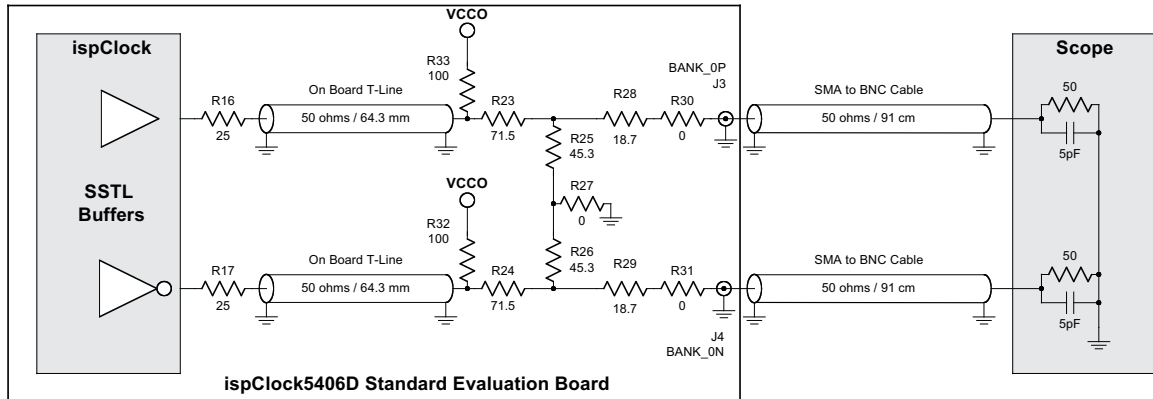 VCCO
ispClock
Scope
R33
100
BANK_0P
J3
R16
25
On Board T-Line
50 ohms / 64.3 mm
R23
71.5
R28
18.7
R30
0
SMA to BNC Cable
50 ohms / 91 cm
50
5pF
R25
45.3
SSTL
Buffers
VCCO
R27
0
R32
100
R26
45.3
R17
25
On Board T-Line
50 ohms / 64.3 mm
R24
71.5
R29
18.7
R31
0
SMA to BNC Cable
50 ohms / 91 cm
50
5pF
J4
BANK_0N
ispClock5406D Standard Evaluation Board